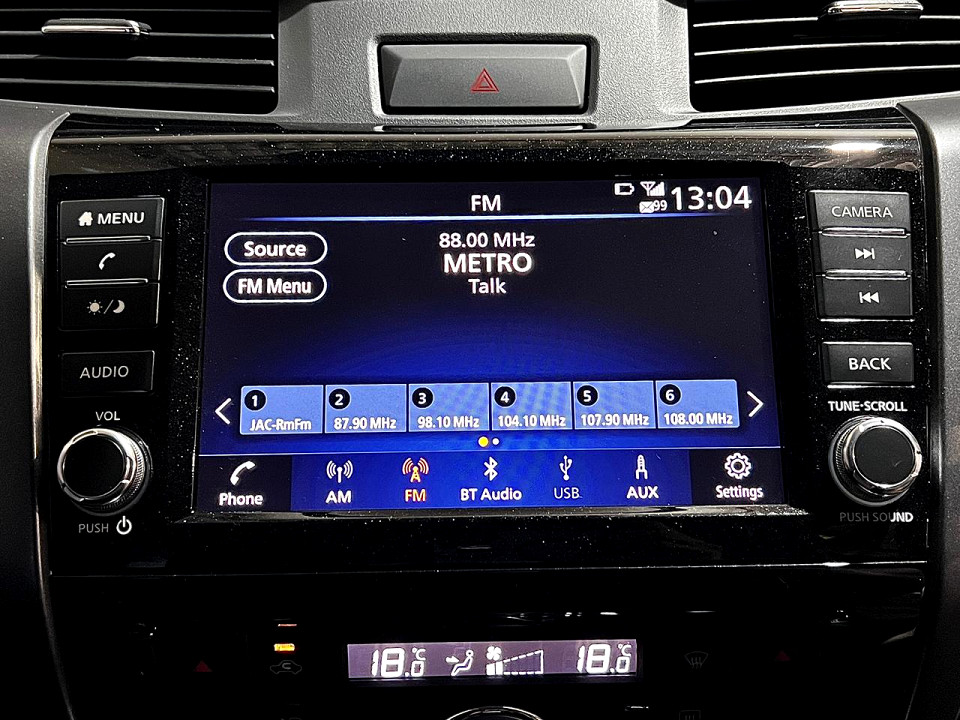 FM
99
13:04
MENU
CAMERA
Source
88.00 MHz
METRO
FM Menu
Talk
AUDIO
BACK
VOL
TUNE·SCROLL
1
2
3
4
5
6
JAC-RmFm
87.90 MHz
98.10 MHz
104.10 MHz
107.90 MHz
108.00 MHz
Phone
AM
FM
BT Audio
USB
AUX
Settings
PUSH
PUSH SOUND
18.0°C
18.0°C